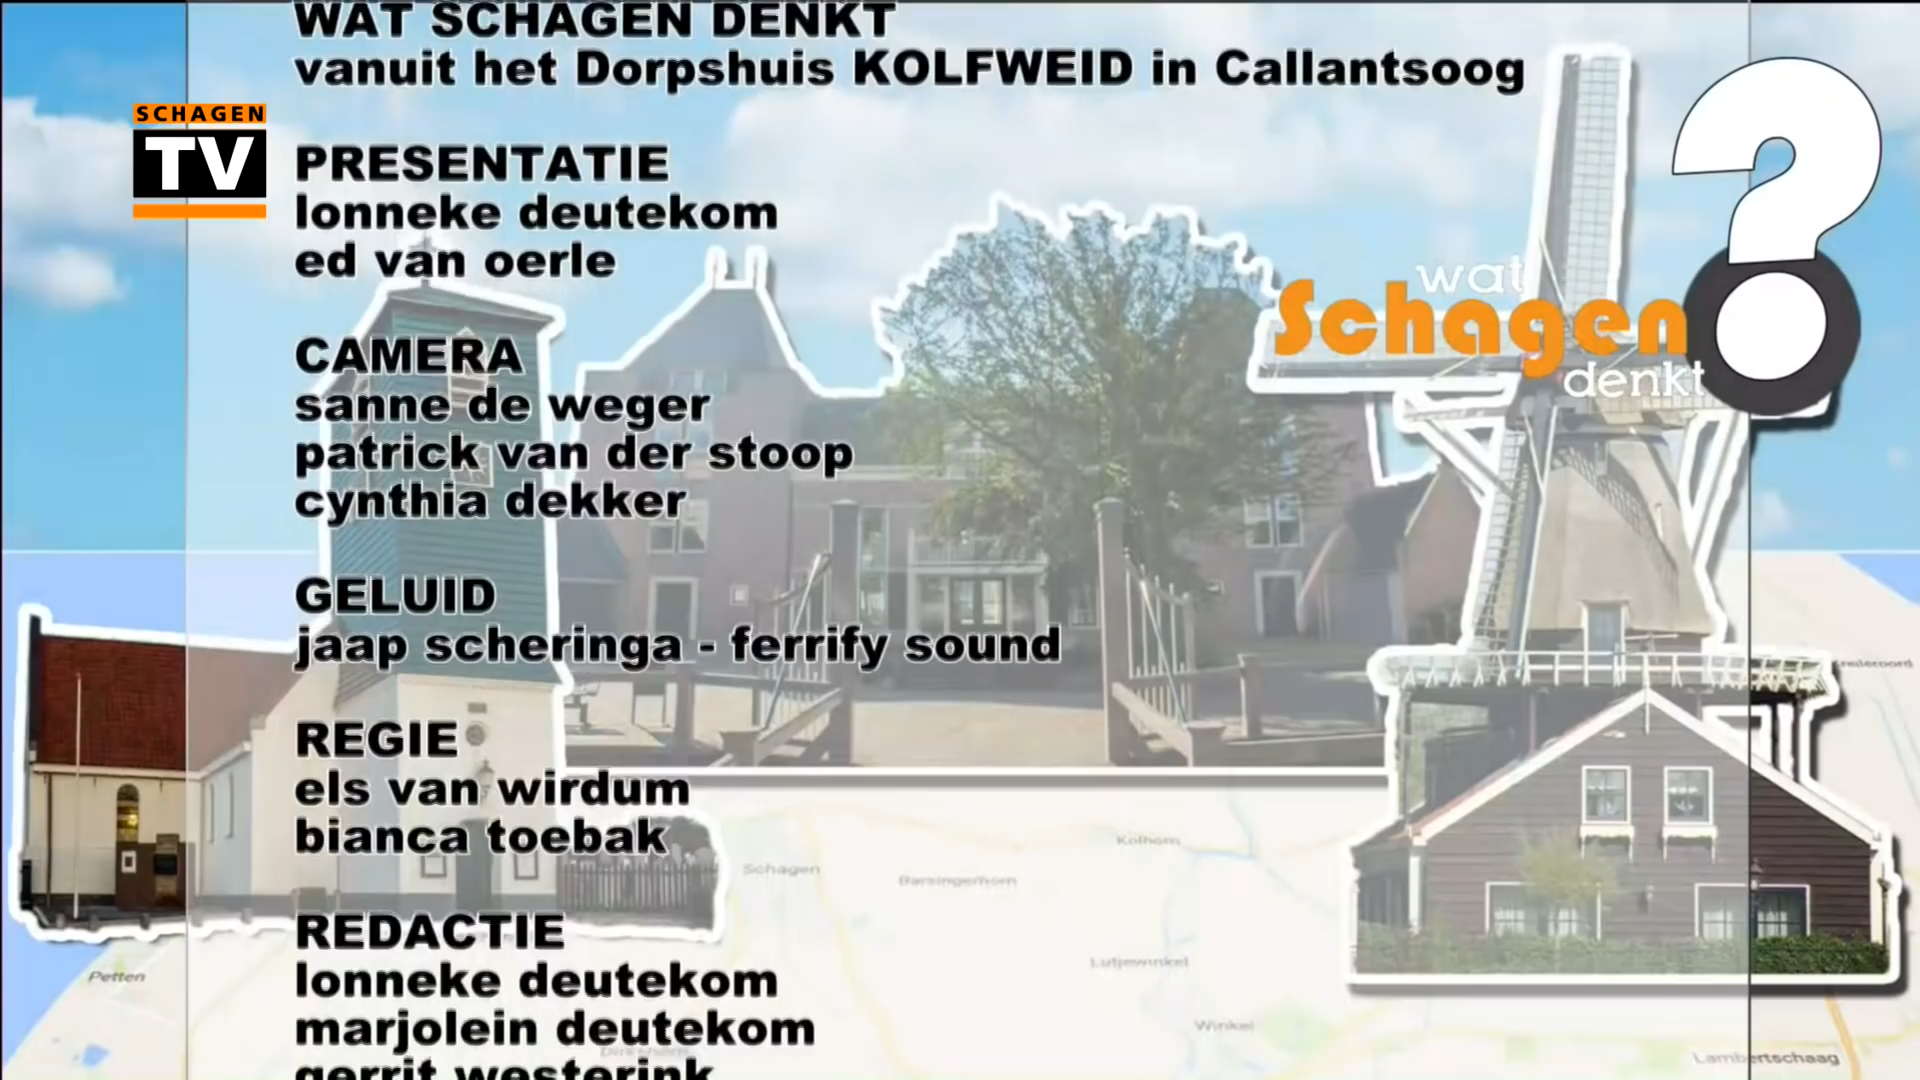 WAT SCHAGEN DENKT
vanuit het Dorpshuis KOLFWEID in Callantsoog
SCHAGEN
TV
PRESENTATIE
lonneke deutekom
ed van oerle
wat
Schagen
denkt
?
CAMERA
sanne de weger
patrick van der stoop
cynthia dekker
GELUID
jaap scheringa - ferrify sound
REGIE
els van wirdum
bianca toebak
Kolhorn
Schagen
Barsingerhorn
REDACTIE
Lutjewinkel
Petten
lonneke deutekom
marjolein deutekom
Winkel
Dirkshorn
Lambertschaag
gerrit westerink